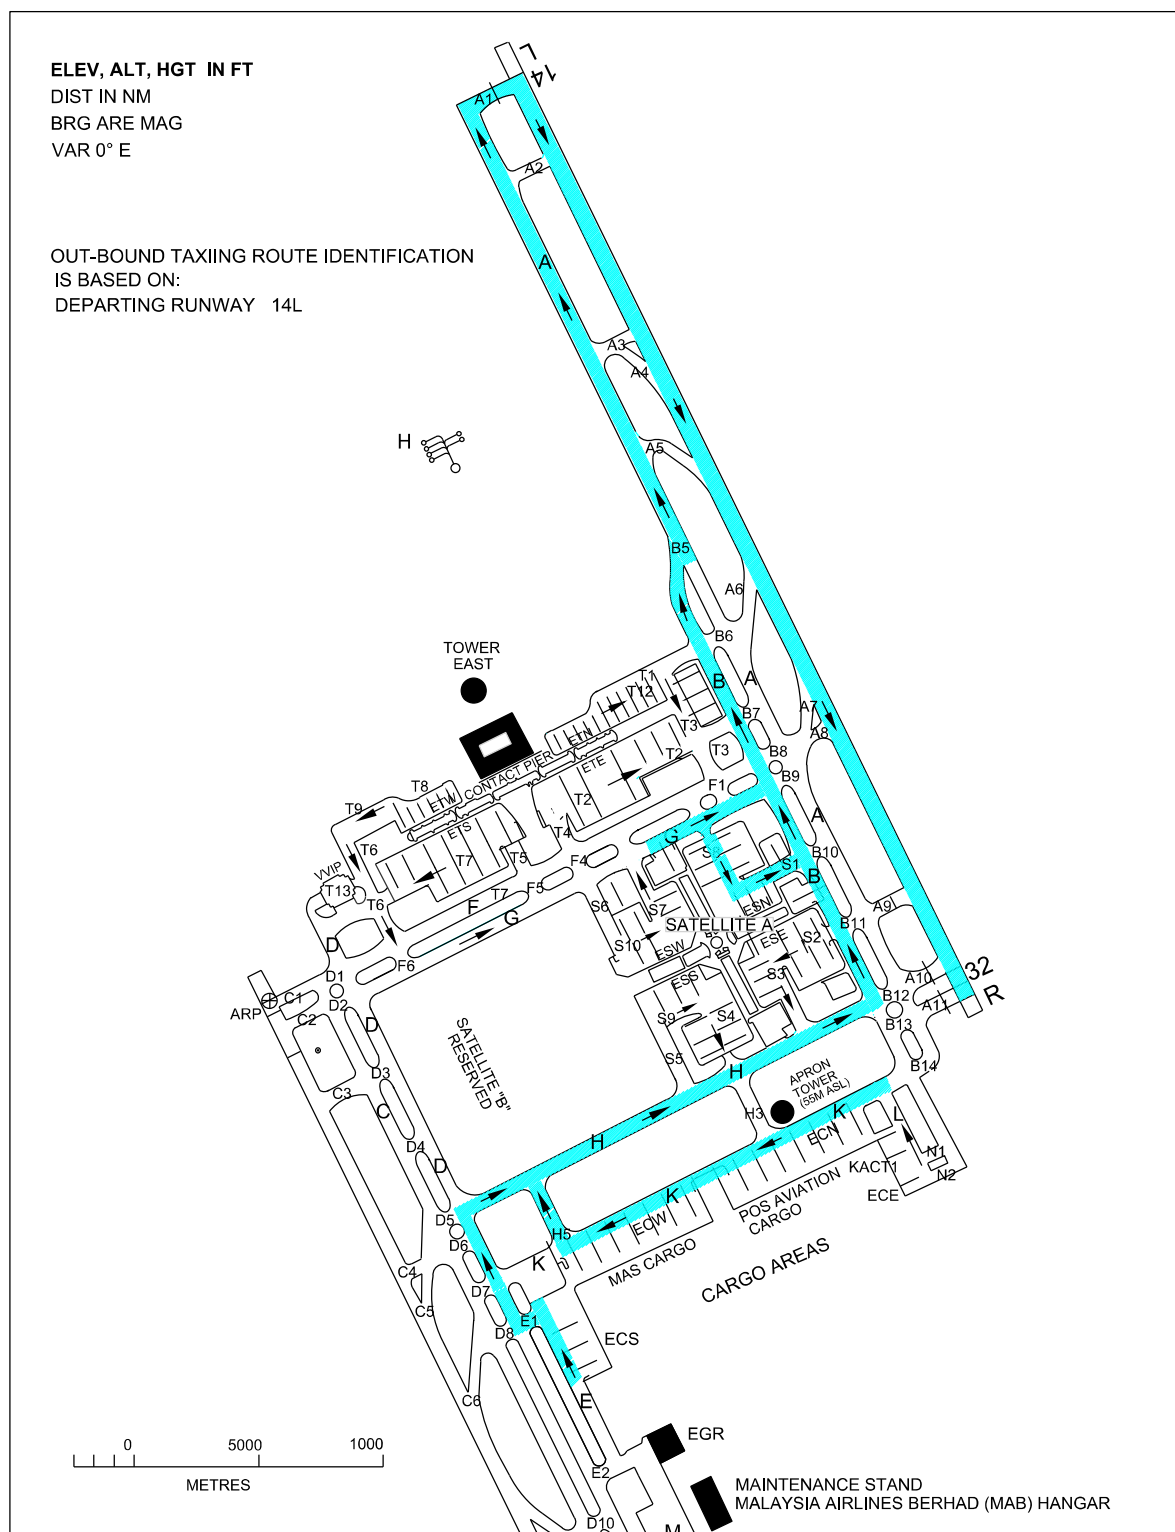 ELEV, ALT, HGT IN FT
DIST IN NM
BRG ARE MAG
VAR 0° E
L
14
A1
A2
OUT-BOUND TAXIING ROUTE IDENTIFICATION
IS BASED ON:
DEPARTING RUNWAY 14L
A
A3
A4
H
A5
B5
A6
B6
TOWER
EAST
T1
T12
B
A
T3
B7
A7
A8
ETN
T2
T3
CONTACT PIER
ETE
B8
T8
B9
F1
ETW
T2
T9
A
ETS
T4
G
T6
B10
T5
F4
S8
S1
VVIP
T7
B
T13
F5
ESN
T6
T7
F
S6
S7
A9
G
SATELLITE A
B11
D
S10
ESW
ESE
S2
F6
D1
S3
A10
32
ARP
C1
ESS
R
D2
B12
A11
C2
S9
S4
B13
D
SATELLITE "B"
RESERVED
S5
B14
H
APRON
TOWER
(55M ASL)
D3
C3
C
H3
K
L
ECN
D4
H
N1
D
KACT1
N2
K
POS AVIATION
CARGO
ECE
D5
ECW
H5
D6
K
MAS CARGO
CARGO AREAS
C4
D7
C5
E1
D8
ECS
C6
E
0
5000
1000
METRES
EGR
E2
MAINTENANCE STAND
MALAYSIA AIRLINES BERHAD (MAB) HANGAR
D10
M